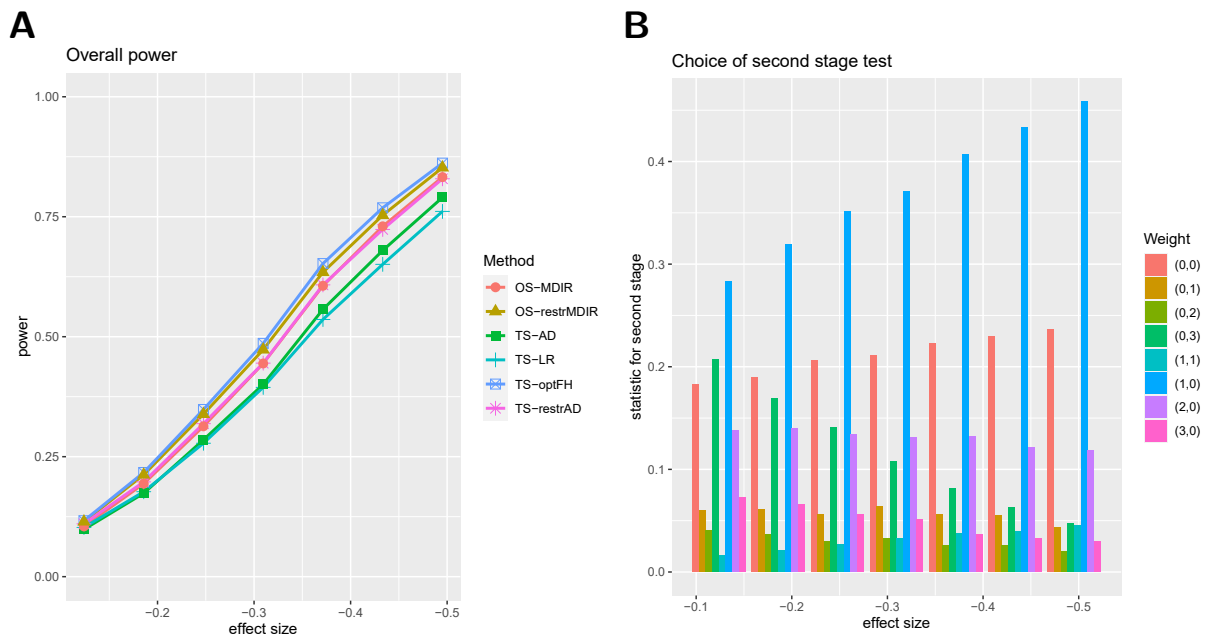 A
Overall power
1.00
0.75
0.50
0.25
0.00
power
−0.2
−0.3
−0.4
−0.5
effect size
Method
OS−MDIR
OS−restrMDIR
TS−AD
TS−LR
TS−optFH
TS−restrAD
B
Choice of second stage test
0.4
0.3
0.2
0.1
0.0
statistic for second stage
−0.1
−0.2
−0.3
−0.4
−0.5
effect size
Weight
(0,0)
(0,1)
(0,2)
(0,3)
(1,1)
(1,0)
(2,0)
(3,0)